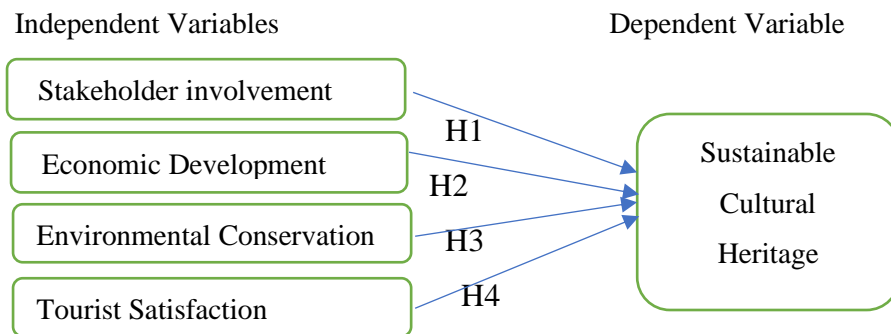 Independent Variables
Dependent Variable
Stakeholder involvement
H1
Economic Development
H2
Environmental Conservation
H3
Tourist Satisfaction
H4
Sustainable
Cultural
Heritage